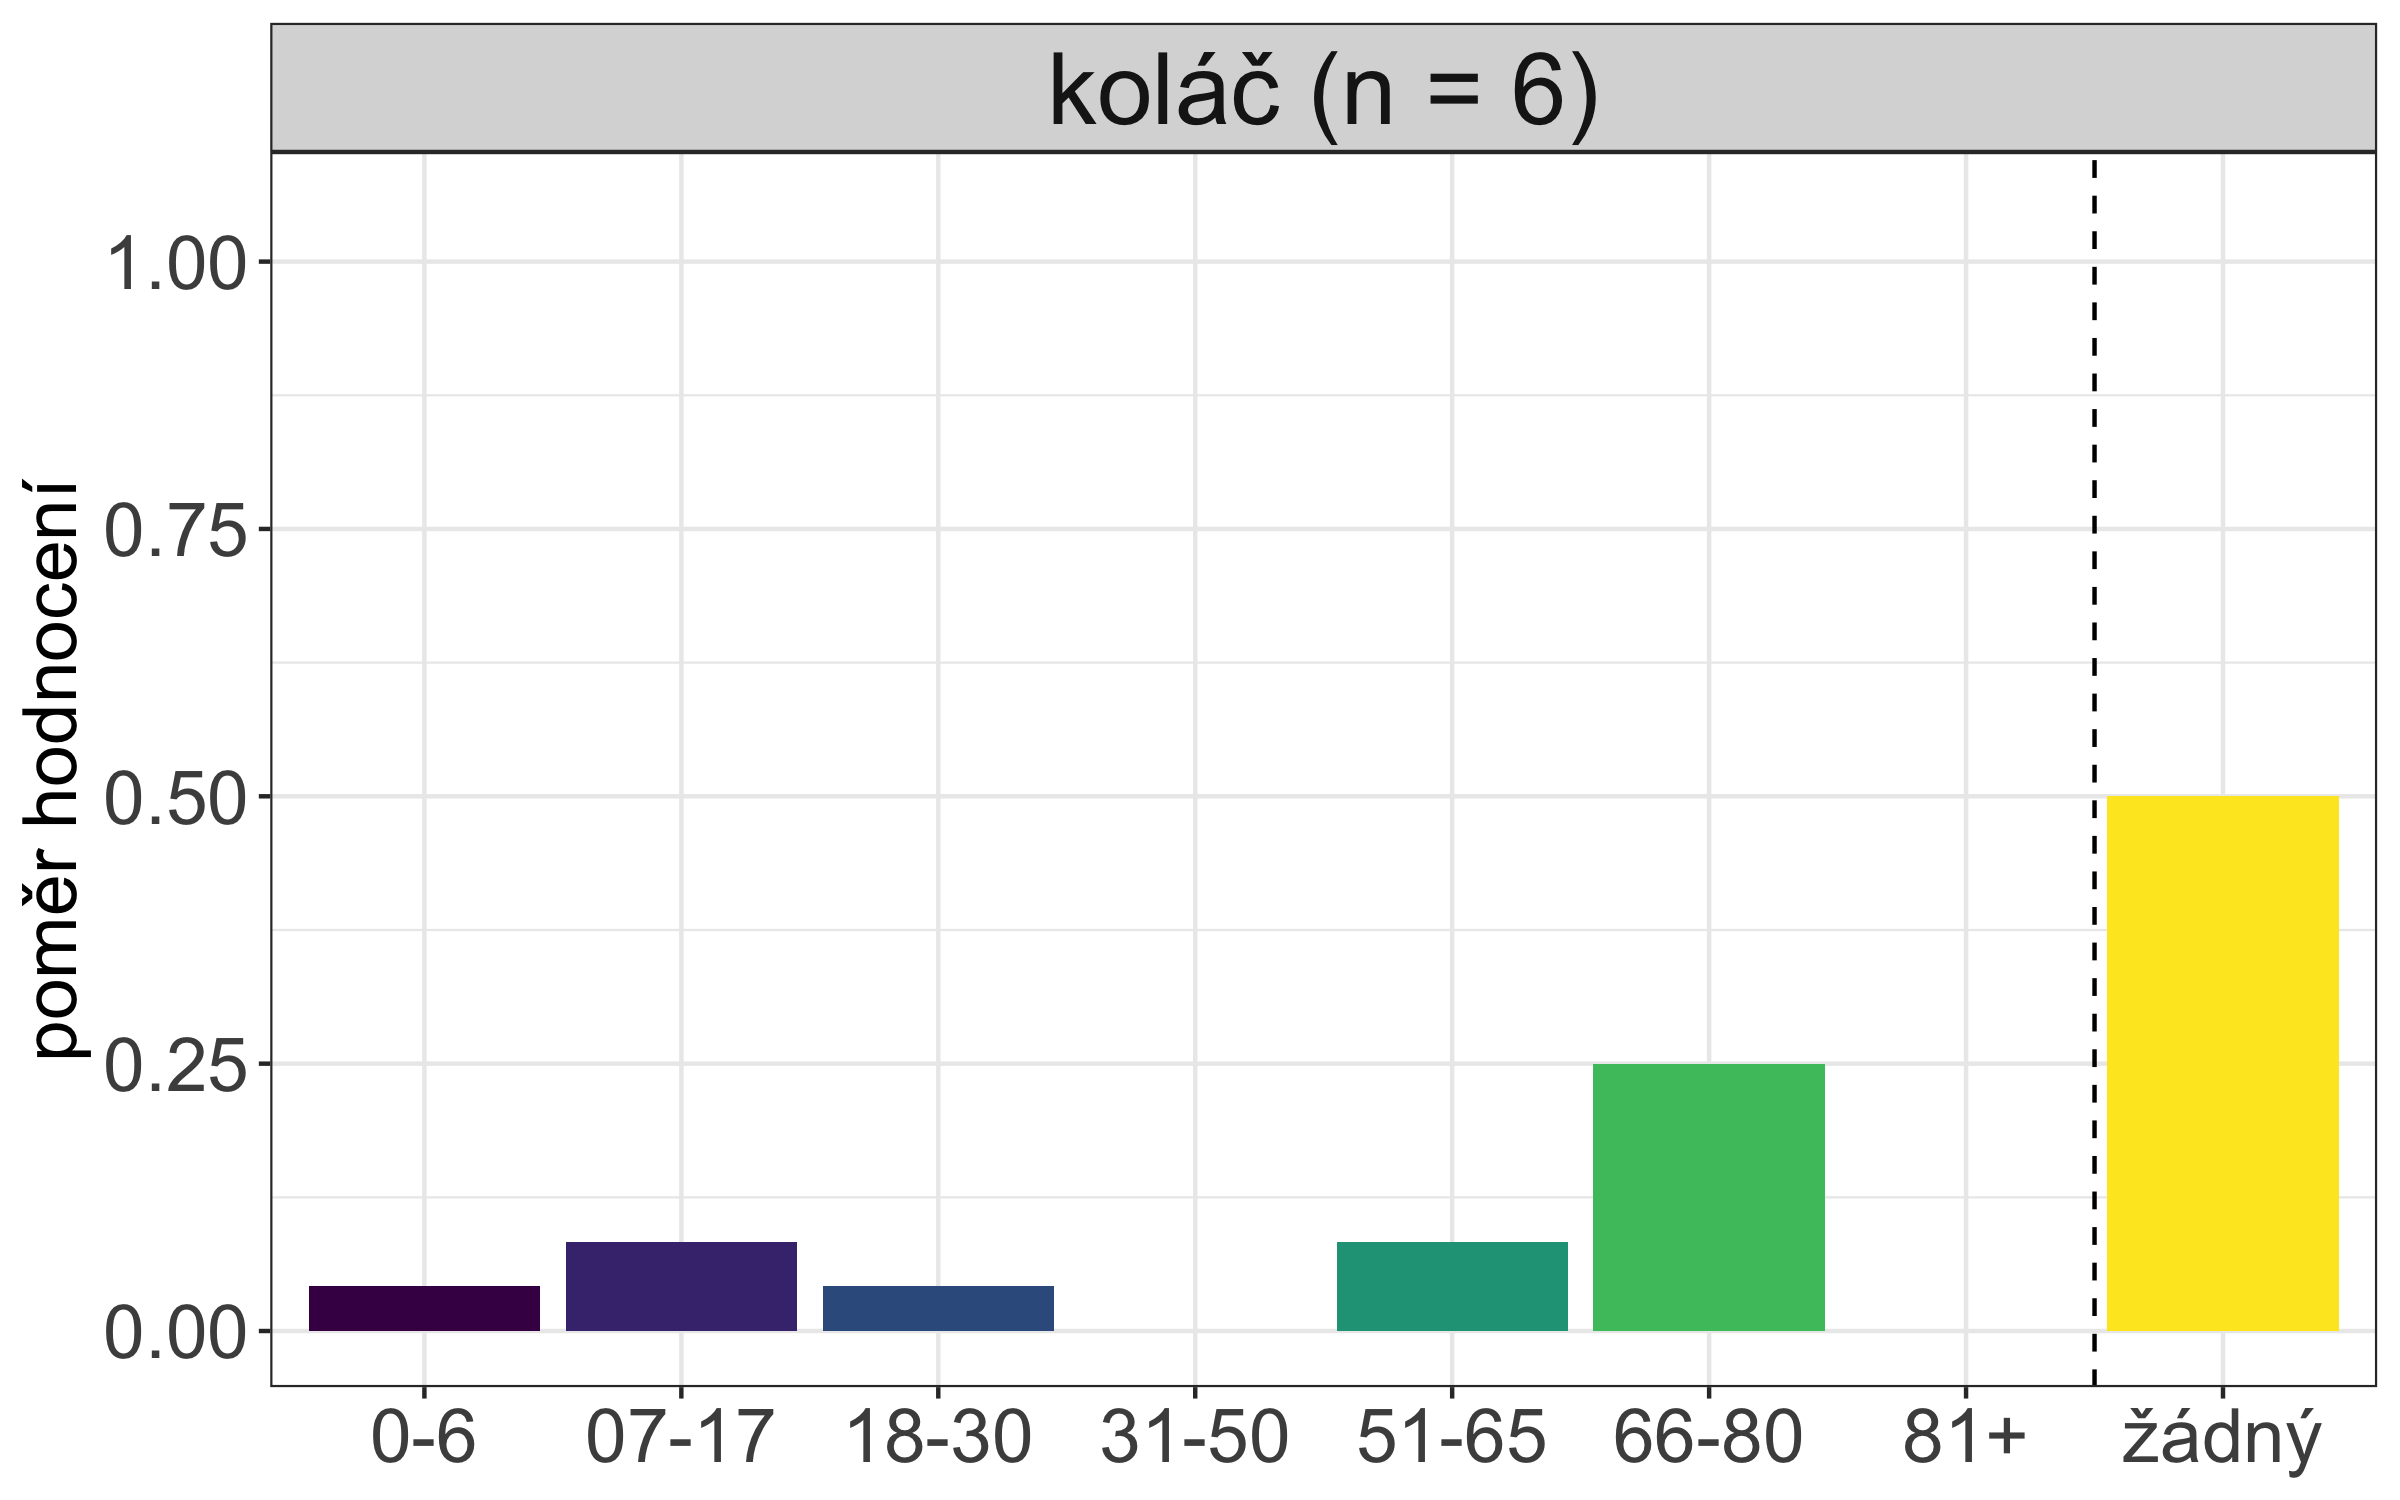 koláč (n = 6)
poměr hodnocení
1.00
0.75
0.50
0.25
0.00
0-6 07-17 18-30 31-50 51-65 66-80 81+ žádný